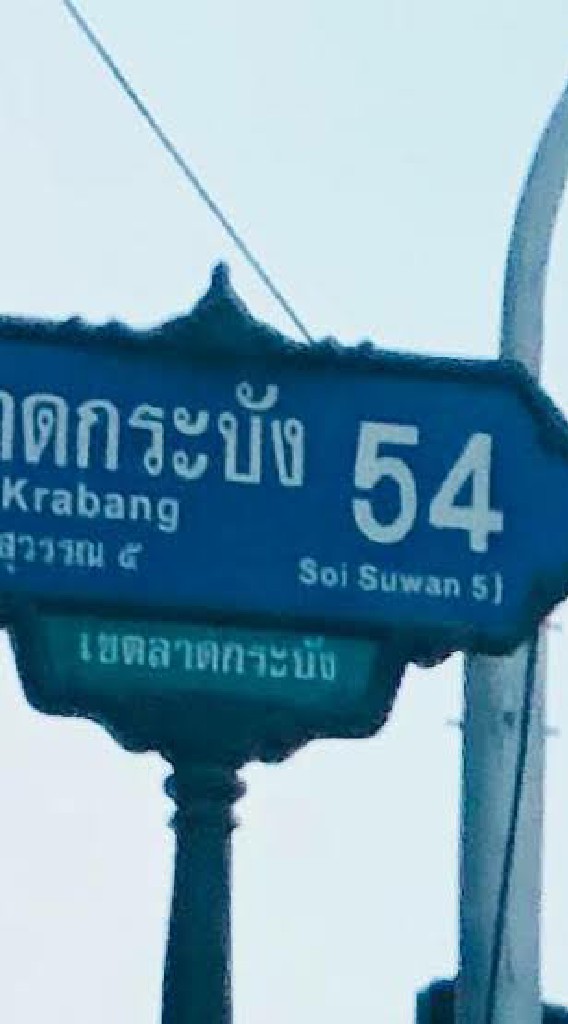 าดกระบัง 54
Krabang
สุวรรณ ๕ Soi Suwan 5)
เขตลาดกระบัง